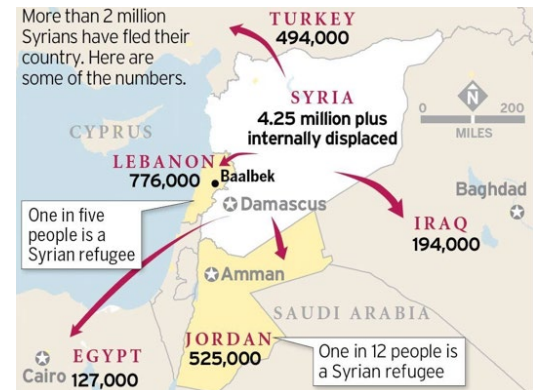 More than 2 million
Syrians have fled their
country. Here are
some of the numbers.
TURKEY
494,000
SYRIA
4.25 million plus
internally displaced
N
0 200
MILES
CYPRUS
LEBANON
776,000
Baalbek
Damascus
One in five
people is a
Syrian refugee
Baghdad
IRAQ
194,000
Amman
SAUDI ARABIA
JORDAN
525,000
One in 12 people is
a Syrian refugee
EGYPT
Cairo 127,000